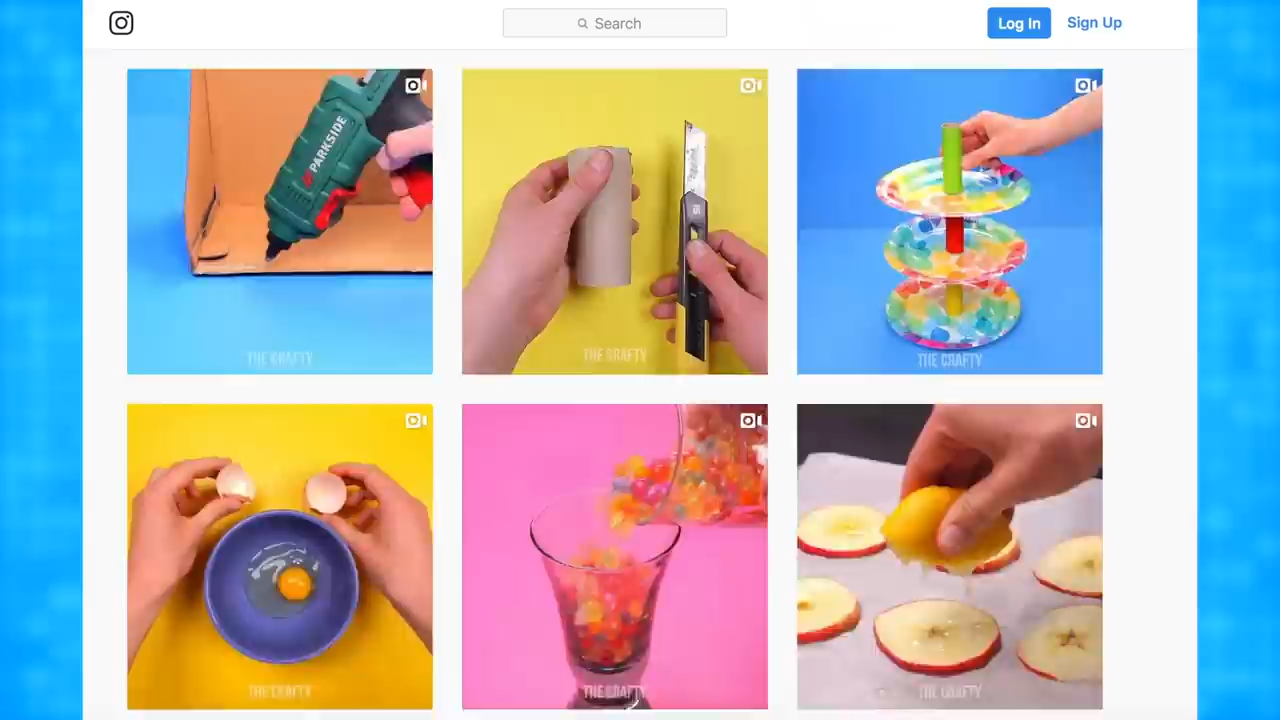 Search
Log In
Sign Up
PARKSIDE
THE CRAFTY
THE CRAFTY
THE CRAFTY
THE CRAFTY
THE CRAFTY
THE CRAFTY